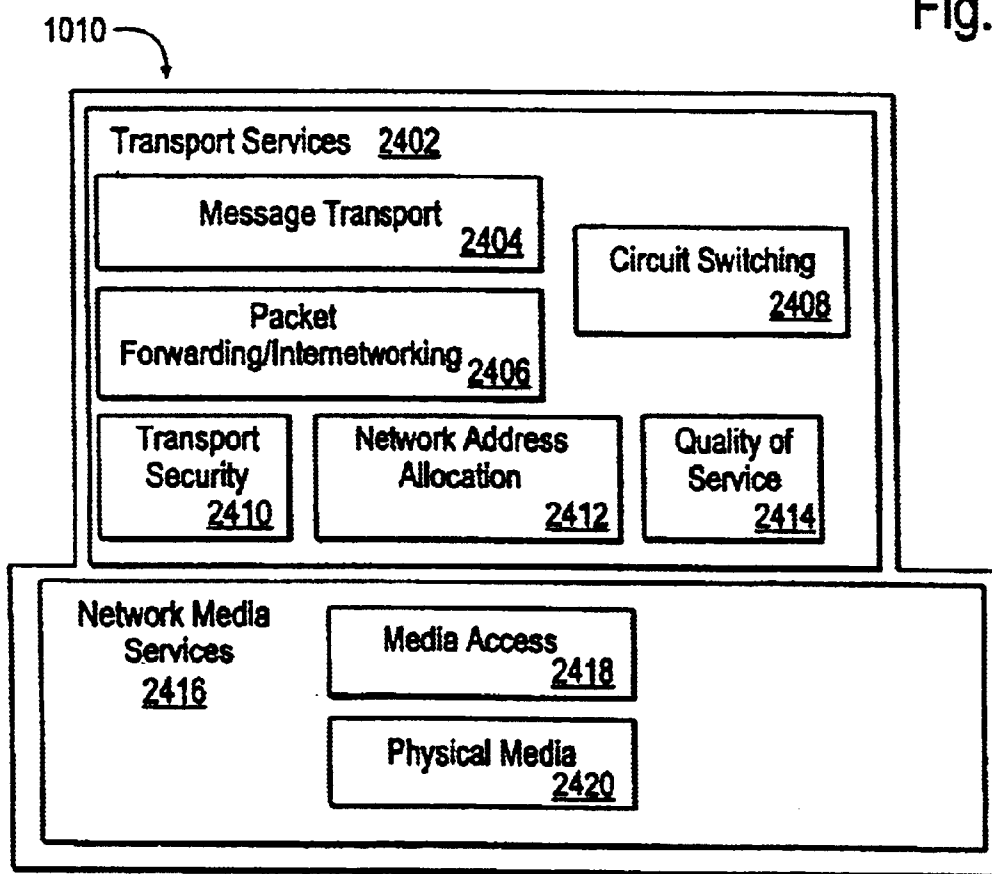 Fig.
1010
Transport Services 2402
Message Transport
2404
Circuit Switching
2408
Packet
Forwarding/Internetworking 2406
Transport
Security
2410
Network Address
Allocation
2412
Quality of
Service
2414
Network Media
Services
2416
Media Access
2418
Physical Media
2420